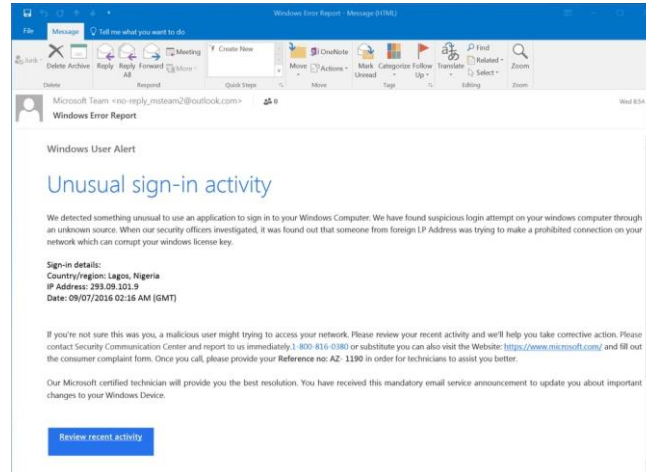 Windows Error Report - Message (HTML)
File Message Tell me what you want to do
Junk Delete Archive Reply Reply All Forward Meeting More Create New Move OneNote Actions Mark Unread Categorize Follow Up Translate Find Related Select Zoom
Delete Respond Quick Steps Move Tags Editing Zoom
Microsoft Team <no-reply_msteam2@outlook.com> 0 Wed 8:54
Windows Error Report
Windows User Alert
Unusual sign-in activity
We detected something unusual to use an application to sign in to your Windows Computer. We have found suspicious login attempt on your windows computer through
an unknown source. When our security officers investigated, it was found out that someone from foreign I.P Address was trying to make a prohibited connection on your
network which can corrupt your windows license key.
Sign-in details:
Country/region: Lagos, Nigeria
IP Address: 293.09.101.9
Date: 09/07/2016 02:16 AM (GMT)
If you're not sure this was you, a malicious user might trying to access your network. Please review your recent activity and we'll help you take corrective action. Please
contact Security Communication Center and report to us immediately.1-800-816-0380 or substitute you can also visit the Website: https://www.microsoft.com/ and fill out
the consumer complaint form. Once you call, please provide your Reference no: AZ- 1190 in order for technicians to assist you better.
Our Microsoft certified technician will provide you the best resolution. You have received this mandatory email service announcement to update you about important
changes to your Windows Device.
Review recent activity